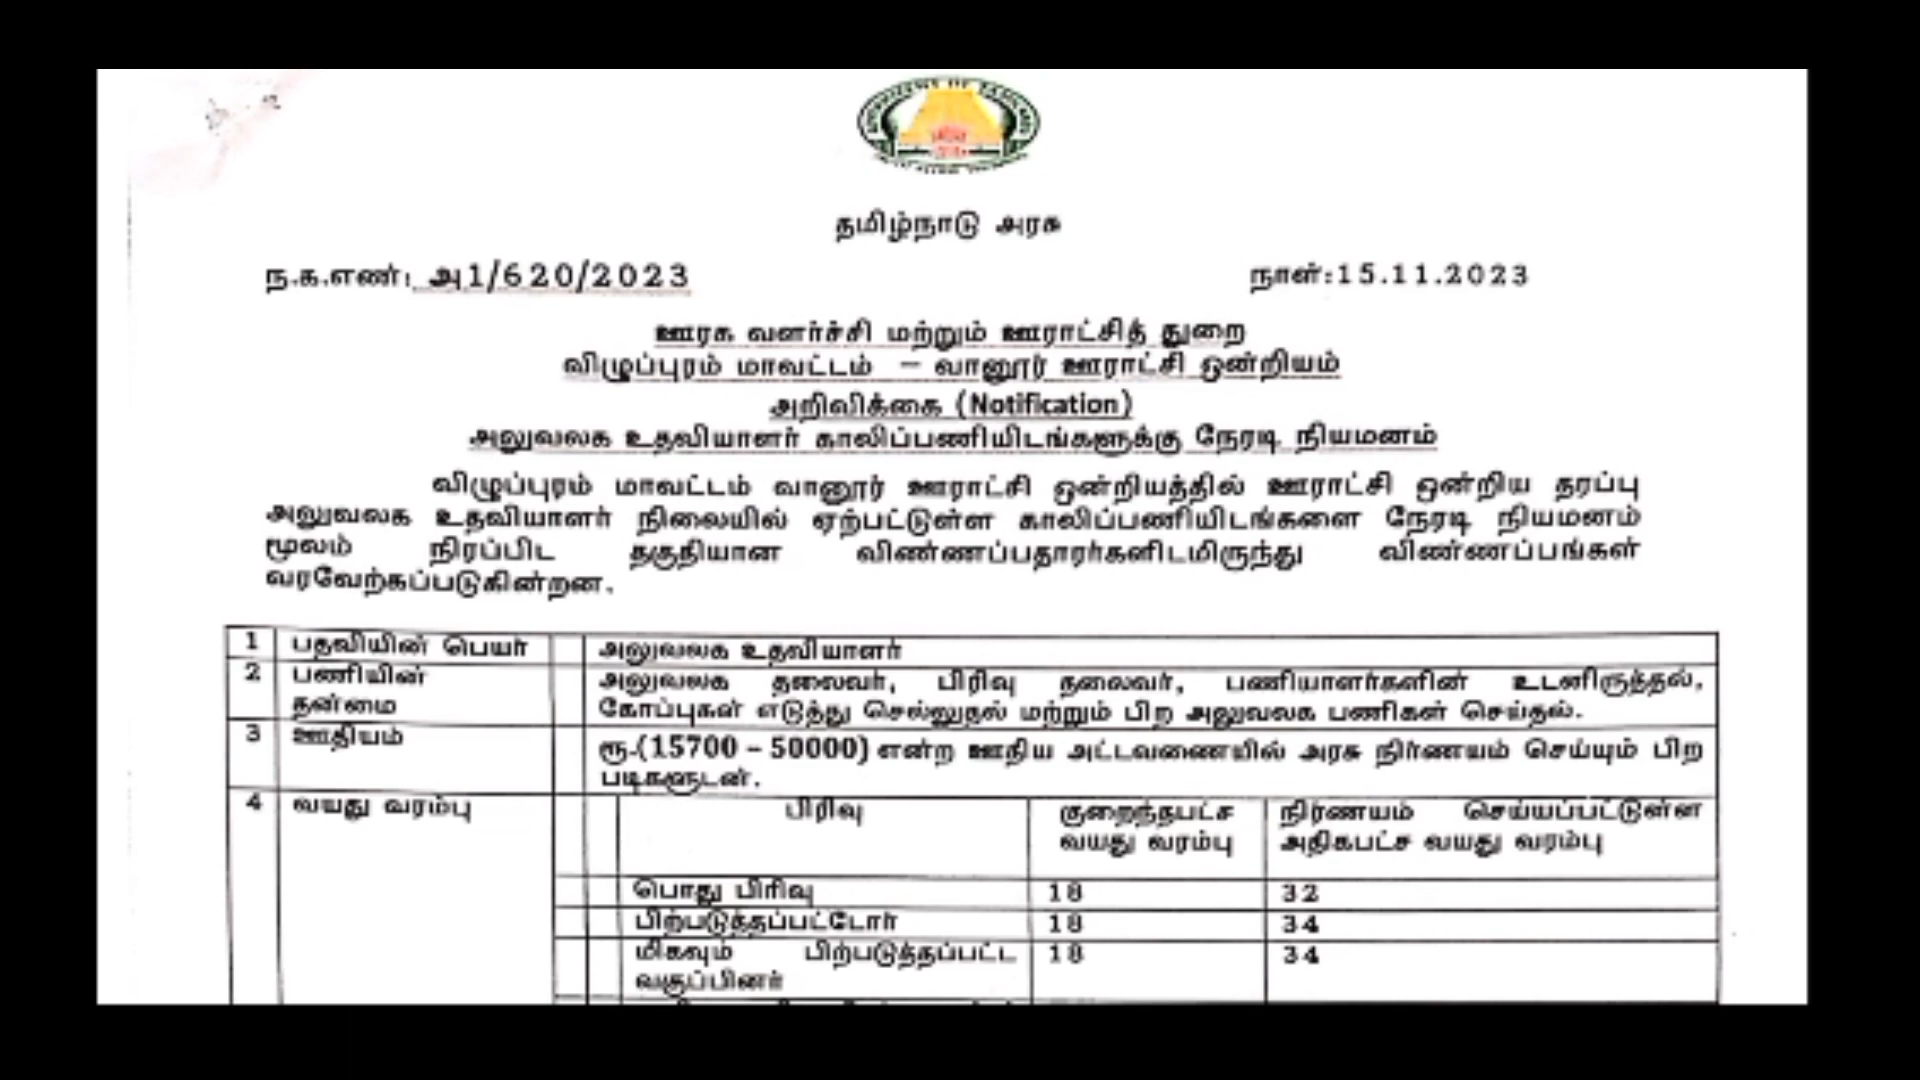 தமிழ்நாடு அரசு
ந.க.எண்: அ1/620/2023
நாள்:15.11.2023
ஊரக வளர்ச்சி மற்றும் ஊராட்சித் துறை
விழுப்புரம் மாவட்டம் – வானூர் ஊராட்சி ஒன்றியம்
அறிவிக்கை (Notification)
அலுவலக உதவியாளர் காலிப்பணியிடங்களுக்கு நேரடி நியமனம்
விழுப்புரம் மாவட்டம் வானூர் ஊராட்சி ஒன்றியத்தில் ஊராட்சி ஒன்றிய தரப்பு
அலுவலக உதவியாளர் நிலையில் ஏற்பட்டுள்ள காலிப்பணியிடங்களை நேரடி நியமனம்
மூலம் நிரப்பிட தகுதியான விண்ணப்பதாரர்களிடமிருந்து விண்ணப்பங்கள்
வரவேற்கப்படுகின்றன.
1 பதவியின் பெயர் அலுவலக உதவியாளர்
2 பணியின் தன்மை அலுவலக தலைவர், பிரிவு தலைவர், பணியாளர்களின் உடனிருத்தல்,
கோப்புகள் எடுத்து செல்லுதல் மற்றும் பிற அலுவலக பணிகள் செய்தல்.
3 ஊதியம் ரூ.(15700 – 50000) என்ற ஊதிய அட்டவணையில் அரசு நிர்ணயம் செய்யும் பிற
படிகளுடன்.
4 வயது வரம்பு பிரிவு குறைந்தபட்ச வயது வரம்பு நிர்ணயம் செய்யப்பட்டுள்ள அதிகபட்ச வயது வரம்பு
பொது பிரிவு 18 32
பிற்படுத்தப்பட்டோர் 18 34
மிகவும் பிற்படுத்தப்பட்ட வகுப்பினர் 18 34